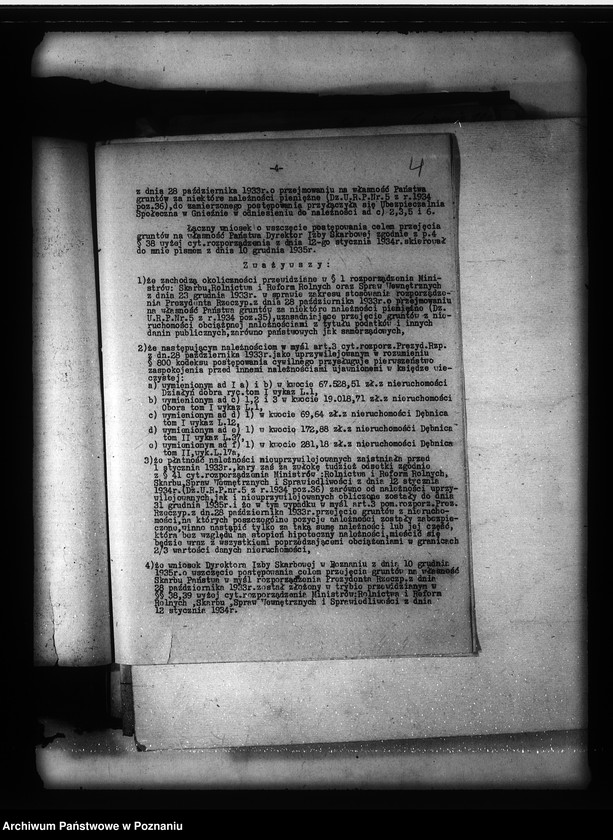 4
z dnia 28 października 1933r.o przejmowaniu na własność Państwa
gruntów za niektóre należności pieniężne (Dz.U.R.P.Nr.5 z r.1934
poz.36),do zamierzonego postępowania przyłączyła się Ubezpieczalnia
Społeczna w Gnieźnie w odniesieniu do należności ad c) 2,3,5 i 6.
Łączny wniosek o wszczęcie postępowania celem przejęcia
gruntów na własność Państwa Dyrektor Izby Skarbowej zgodnie z p.4
§ 38 wyżej cyt.rozporządzenia z dnia 12-go stycznia 1934r.skierował
do mnie pismem z dnia 10 grudnia 1935r.
Z w a ż y w s z y :
1)że zachodzą okoliczności przewidziane w § 1 rozporządzenia Mini-
strów: Skarbu,Rolnictwa i Reform Rolnych oraz Spraw Wewnętrznych
z dnia 23 grudnia 1933r. w sprawie zakresu stosowania rozporządze-
nia Prezydenta Rzeczyp.z dnia 28 października 1933r.o przejmowaniu
na własność Państwa gruntów za niektóre należności pieniężne (Dz.
U.R.P.Nr.5 z r.1934 poz.35),uzasadniające przejęcie gruntów z nie-
ruchomości obciążonej należnościami z tytułu podatków i innych
danin publicznych,zarówno państwowych jak samorządowych,
2)że następującym należnościom w myśl art.3 cyt.rozporz.Prezyd.Rzp.
z dn.28 października 1933r.jako uprzywilejowanym w rozumieniu
§ 800 kodeksu postępowania cywilnego przysługuje pierwszeństwo
zaspokojenia przed innemi należnościami ujawnionemi w księdze wie-
czystej:
a) wymienionym ad I a) i b) w kwocie 67.528,51 zł.z nieruchomości
Działyń dobra ryc.tom I wykaz L.1,
b) wymienionym ad c) 1,2 i 3 w kwocie 19.018,71 zł.z nieruchomości
Obora tom I wykaz L.1,
c) wymienionym ad d) 1) w kwocie 69,64 zł.z nieruchomości Dębnica
tom I wykaz L.12,
d) wymienionym ad e) 1) w kwocie 172,88 zł.z nieruchomości Dębnica
tom II wykaz L.37,
e) wymienionym ad f) 1) w kwocie 281,18 zł.z nieruchomości Dębnica
tom II,wyk.L.17a,
3)że płatność należności nieuprzywilejowanych zaistniała przed
1 stycznia 1933r.,kary zaś za zwłokę tudzież odsetki zgodnie
z § 41 cyt.rozporządzenia Ministrów :Rolnictwa i Reform Rolnych,
Skarbu,Spraw Wewnętrznych i Sprawiedliwości z dnia 12 stycznia
1934r.(Dz.U.R.P.nr.5 z r.1934 poz.36) zarówno od należności uprzy-
wilejowanych,jak i nieuprzywilejowanych obliczone zostały do dnia
31 grudnia 1935r.i że w tym wypadku w myśl art.3 pow.rozporz.Prez.
Rzeczyp.z dn.28 października 1933r.przejęcie gruntów z nierucho-
mości,na których poszczególne pozycje należności zostały zabezpie-
czone,winno nastąpić tylko za taką sumę należności lub jej część,
która bez względu na stopień hipoteczny należności,mieścić się
będzie wraz z wszystkiemi poprzedzającemi obciążeniami w granicach
2/3 wartości danych nieruchomości,
4)że wniosek Dyrektora Izby Skarbowej w Poznaniu z dnia 10 grudnia
1935r.o wszczęcie postępowania celem przejęcia gruntów na własność
Skarbu Państwa w myśl rozporządzenia Prezydenta Rzeczp.z dnia
28 października 1933r.został złożony w trybie przewidzianym w
§§ 38,39 wyżej cyt.rozporządzenia Ministrów:Rolnictwa i Reform
Rolnych ,Skarbu ,Spraw Wewnętrznych i Sprawiedliwości z dnia
12 stycznia 1934r.
Archiwum Państwowe w Poznaniu